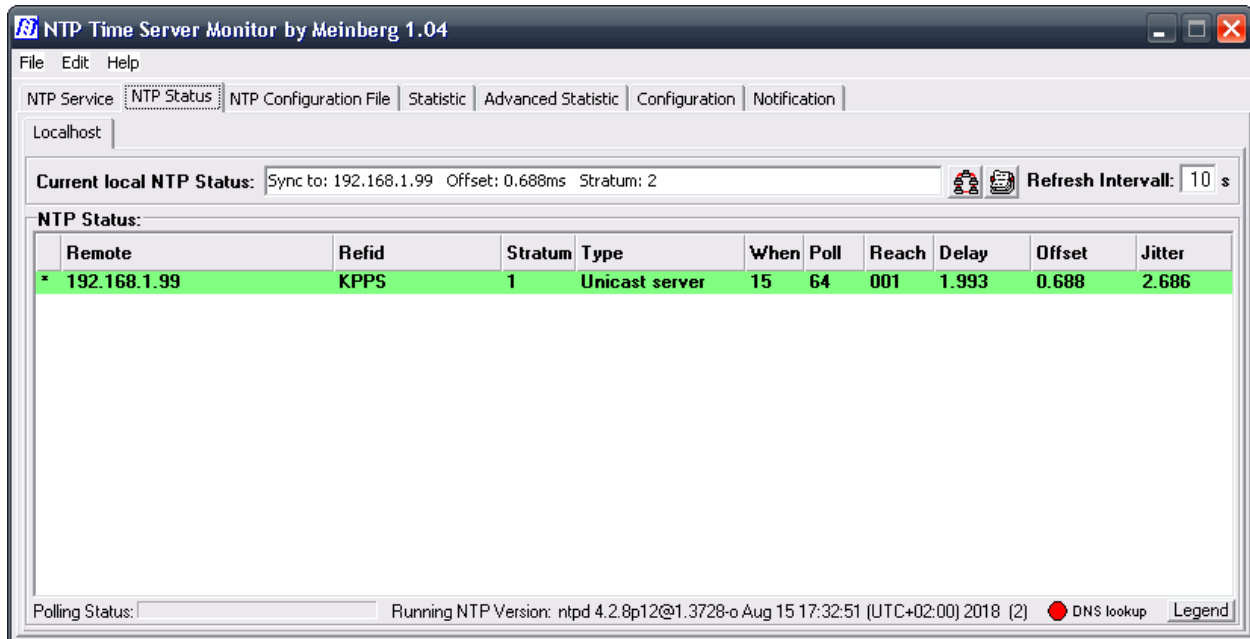 NTP Time Server Monitor by Meinberg 1.04
File Edit Help
NTP Service NTP Status NTP Configuration File Statistic Advanced Statistic Configuration Notification
Localhost
Current local NTP Status: Sync to: 192.168.1.99 Offset: 0.688ms Stratum: 2 Refresh Intervall: 10 s
NTP Status:
Remote Refid Stratum Type When Poll Reach Delay Offset Jitter
* 192.168.1.99 KPPS 1 Unicast server 15 64 001 1.993 0.688 2.686
Polling Status: Running NTP Version: ntpd 4.2.8p12@1.3728-o Aug 15 17:32:51 (UTC+02:00) 2018 (2) DNS lookup Legend